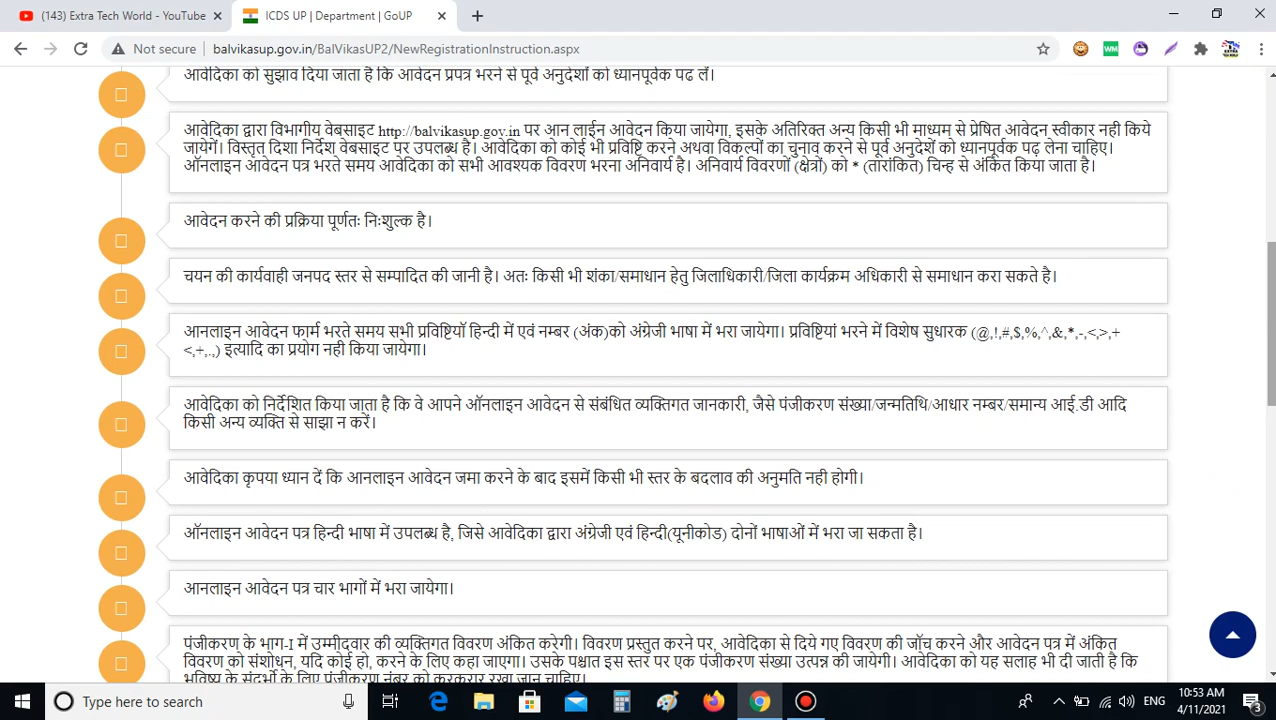 (143) Extra Tech World - YouTube
ICDS UP | Department | GoUP
Not secure
balvikasup.gov.in/BalVikasUP2/NewRegistrationInstruction.aspx
आवेदिका को सुझाव दिया जाता है कि आवेदन प्रपत्र भरने से पूर्व अनुदेशों को ध्यानपूर्वक पढ लें।
आवेदिका द्वारा विभागीय वेबसाइट http://balvikasup.gov.in पर आन लाईन आवेदन किया जायेगा, इसके अतिरिक्त अन्य किसी भी माध्यम से प्रेषित आवेदन स्वीकार नही किये
जायेगें। विस्तृत दिशा निर्देश वेबसाइट पर उपलब्ध है। आवेदिका को कोई भी प्रविष्टि करने अथवा विकल्पों का चुनाव करने से पूर्व अनुदेशें को ध्यानपूर्वक पढ़ लेना चाहिए।
ऑनलाइन आवेदन पत्र भरते समय आवेदिका को सभी आवश्यक विवरण भरना अनिवार्य है। अनिवार्य विवरणों (क्षेत्रों) को * (तारांकित) चिन्ह से अंकित किया जाता है।
आवेदन करने की प्रक्रिया पूर्णतः निःशुल्क है।
चयन की कार्यवाही जनपद स्तर से सम्पादित की जानी है। अतः किसी भी शंका/समाधान हेतु जिलाधिकारी/जिला कार्यक्रम अधिकारी से समाधान करा सकते है।
आनलाइन आवेदन फार्म भरते समय सभी प्रविष्टियॉ हिन्दी में एवं नम्बर (अंक)को अंग्रेजी भाषा में भरा जायेगा। प्रविष्टियां भरने में विशेष सुधारक (@,!,#,$,%,^,&,*,-,<,>,+
<,+,.,) इत्यादि का प्रयोग नही किया जायेगा।
आवेदिका को निर्देशित किया जाता है कि वे आपने ऑनलाइन आवेदन से संबंधित व्यक्तिगत जानकारी, जैसे पंजीकरण संख्या/जन्मतिथि/आधार नम्बर/समान्य आई.डी आदि
किसी अन्य व्यक्ति से साझा न करें।
आवेदिका कृपया ध्यान दें कि आनलाइन आवेदन जमा करने के बाद इसमें किसी भी स्तर के बदलाव की अनुमति नहा होगी।
ऑनलाइन आवेदन पत्र हिन्दी भाषा में उपलब्ध है, जिसे आवेदिका द्वारा अंग्रेजी एवं हिन्दी(यूनीकोड) दोनों भाषाओं में भरा जा सकता है।
आनलाइन आवेदन पत्र चार भागों में भरा जायेगा।
पंजीकरण के भाग-I में उम्मीदवार की व्यक्तिगत विवरण अंकित करेगी। विवरण प्रस्तुत करने पर, आवेदिका से दिये गए विवरण की जॉच करने और आवेदन पत्र में अंकित
विवरण को संशोधन, यदि कोई हो, करने के लिए कहा जाएगा। उसके पश्चात इस स्तर पर एक पंजीकरण संख्या उत्पन्न की जायेगी। आवेदिका को यह सलाह भी दी जाती है कि
भविष्य के संदर्भो के लिए पंजीकरण नंबर को बरकरार रखा जान चाहिए।
Type here to search
ENG
10:53 AM
4/11/2021
3